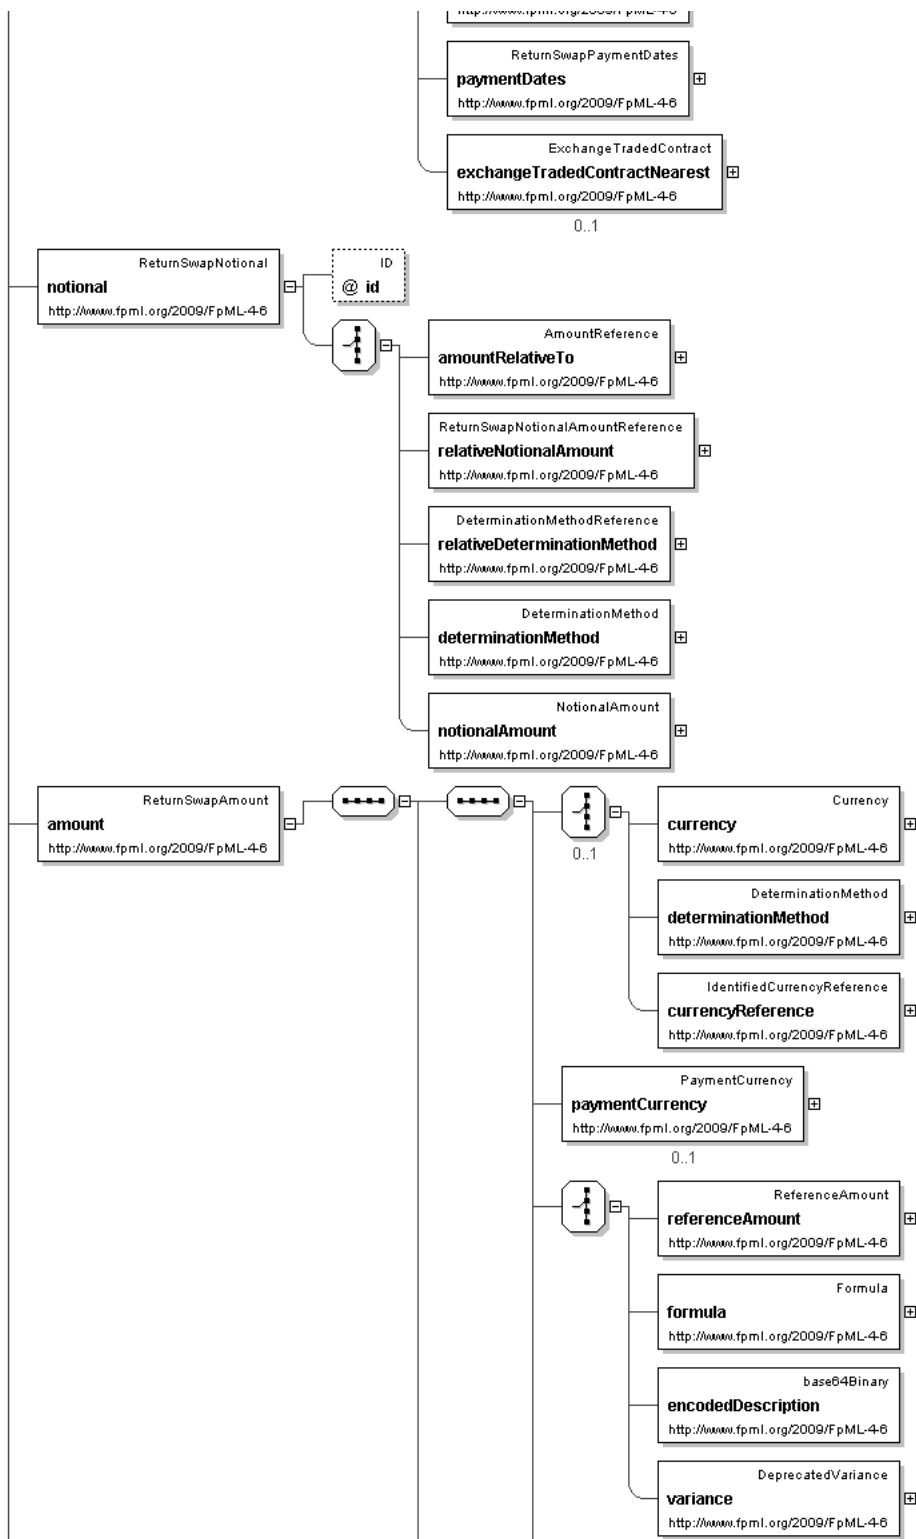 http://www.fpml.org/2009/FpML-4-6
ReturnSwapPaymentDates
paymentDates
http://www.fpml.org/2009/FpML-4-6
ExchangeTradedContract
exchangeTradedContractNearest
http://www.fpml.org/2009/FpML-4-6
0..1
ReturnSwapNotional
notional
http://www.fpml.org/2009/FpML-4-6
ID
@ id
AmountReference
amountRelativeTo
http://www.fpml.org/2009/FpML-4-6
ReturnSwapNotionalAmountReference
relativeNotionalAmount
http://www.fpml.org/2009/FpML-4-6
DeterminationMethodReference
relativeDeterminationMethod
http://www.fpml.org/2009/FpML-4-6
DeterminationMethod
determinationMethod
http://www.fpml.org/2009/FpML-4-6
NotionalAmount
notionalAmount
http://www.fpml.org/2009/FpML-4-6
ReturnSwapAmount
amount
http://www.fpml.org/2009/FpML-4-6
0..1
Currency
currency
http://www.fpml.org/2009/FpML-4-6
DeterminationMethod
determinationMethod
http://www.fpml.org/2009/FpML-4-6
IdentifiedCurrencyReference
currencyReference
http://www.fpml.org/2009/FpML-4-6
PaymentCurrency
paymentCurrency
http://www.fpml.org/2009/FpML-4-6
0..1
ReferenceAmount
referenceAmount
http://www.fpml.org/2009/FpML-4-6
Formula
formula
http://www.fpml.org/2009/FpML-4-6
base64Binary
encodedDescription
http://www.fpml.org/2009/FpML-4-6
DeprecatedVariance
variance
http://www.fpml.org/2009/FpML-4-6